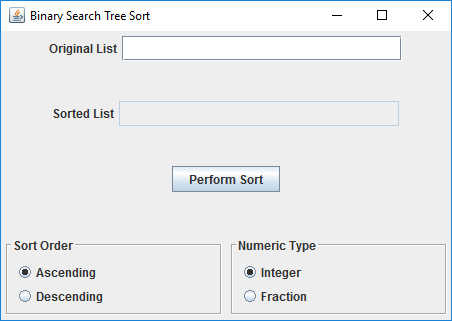 Binary Search Tree Sort
Original List
Sorted List
Perform Sort
Sort Order
Ascending
Descending
Numeric Type
Integer
Fraction